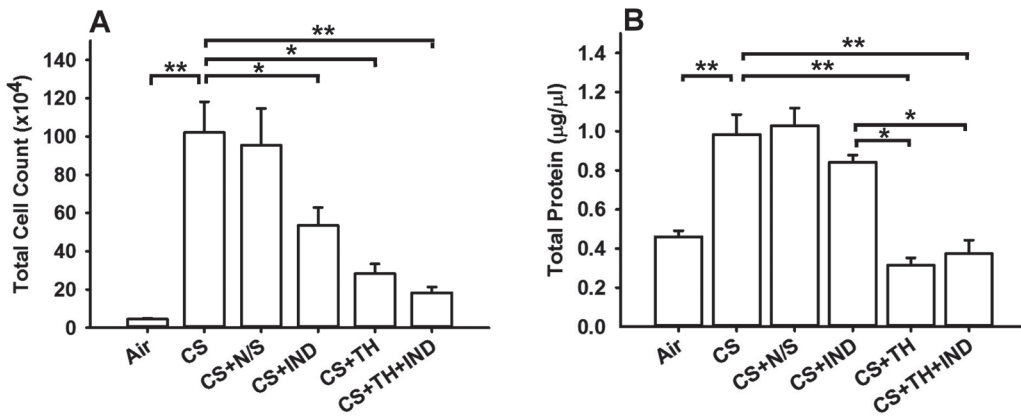 A
Total Cell Count (x10⁴)
140
120
100
80
60
40
20
0
**
*
*
**
Air
CS
CS+N/S
CS+IND
CS+TH
CS+TH+IND
B
Total Protein (µg/µl)
1.4
1.2
1.0
0.8
0.6
0.4
0.2
0.0
**
**
**
*
*
Air
CS
CS+N/S
CS+IND
CS+TH
CS+TH+IND